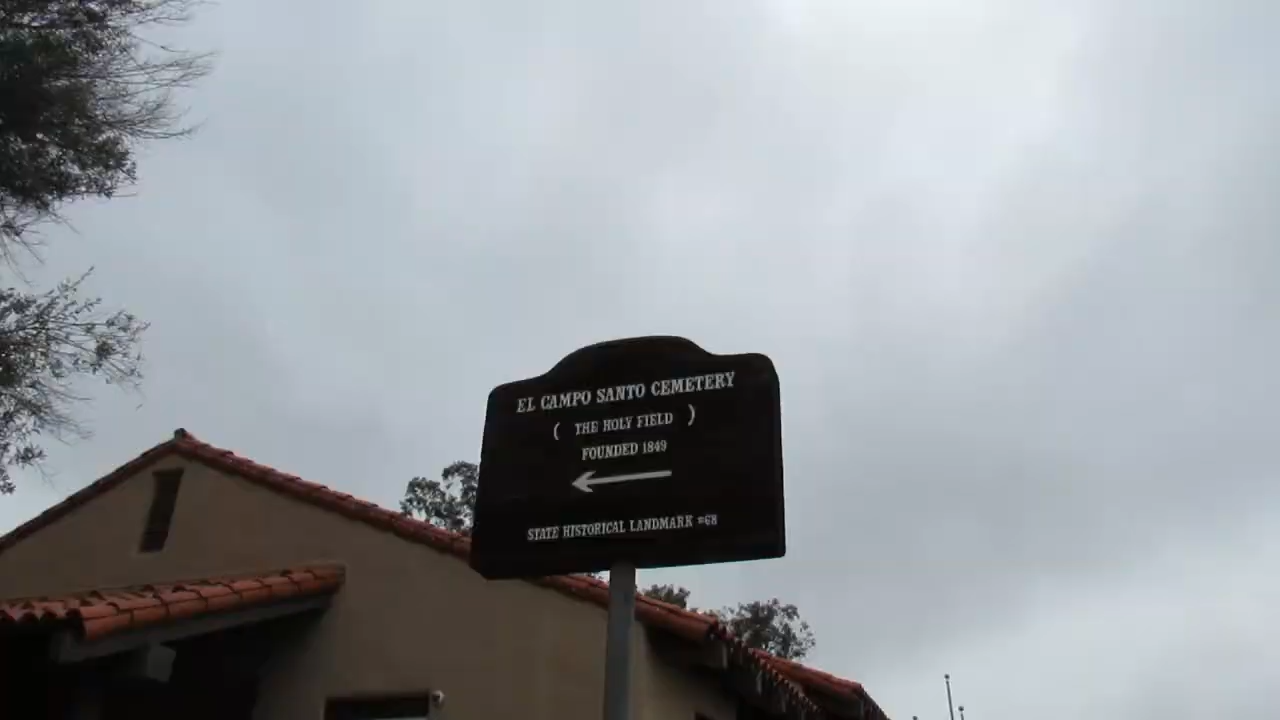 EL CAMPO SANTO CEMETERY
( THE HOLY FIELD )
FOUNDED 1849
STATE HISTORICAL LANDMARK #68